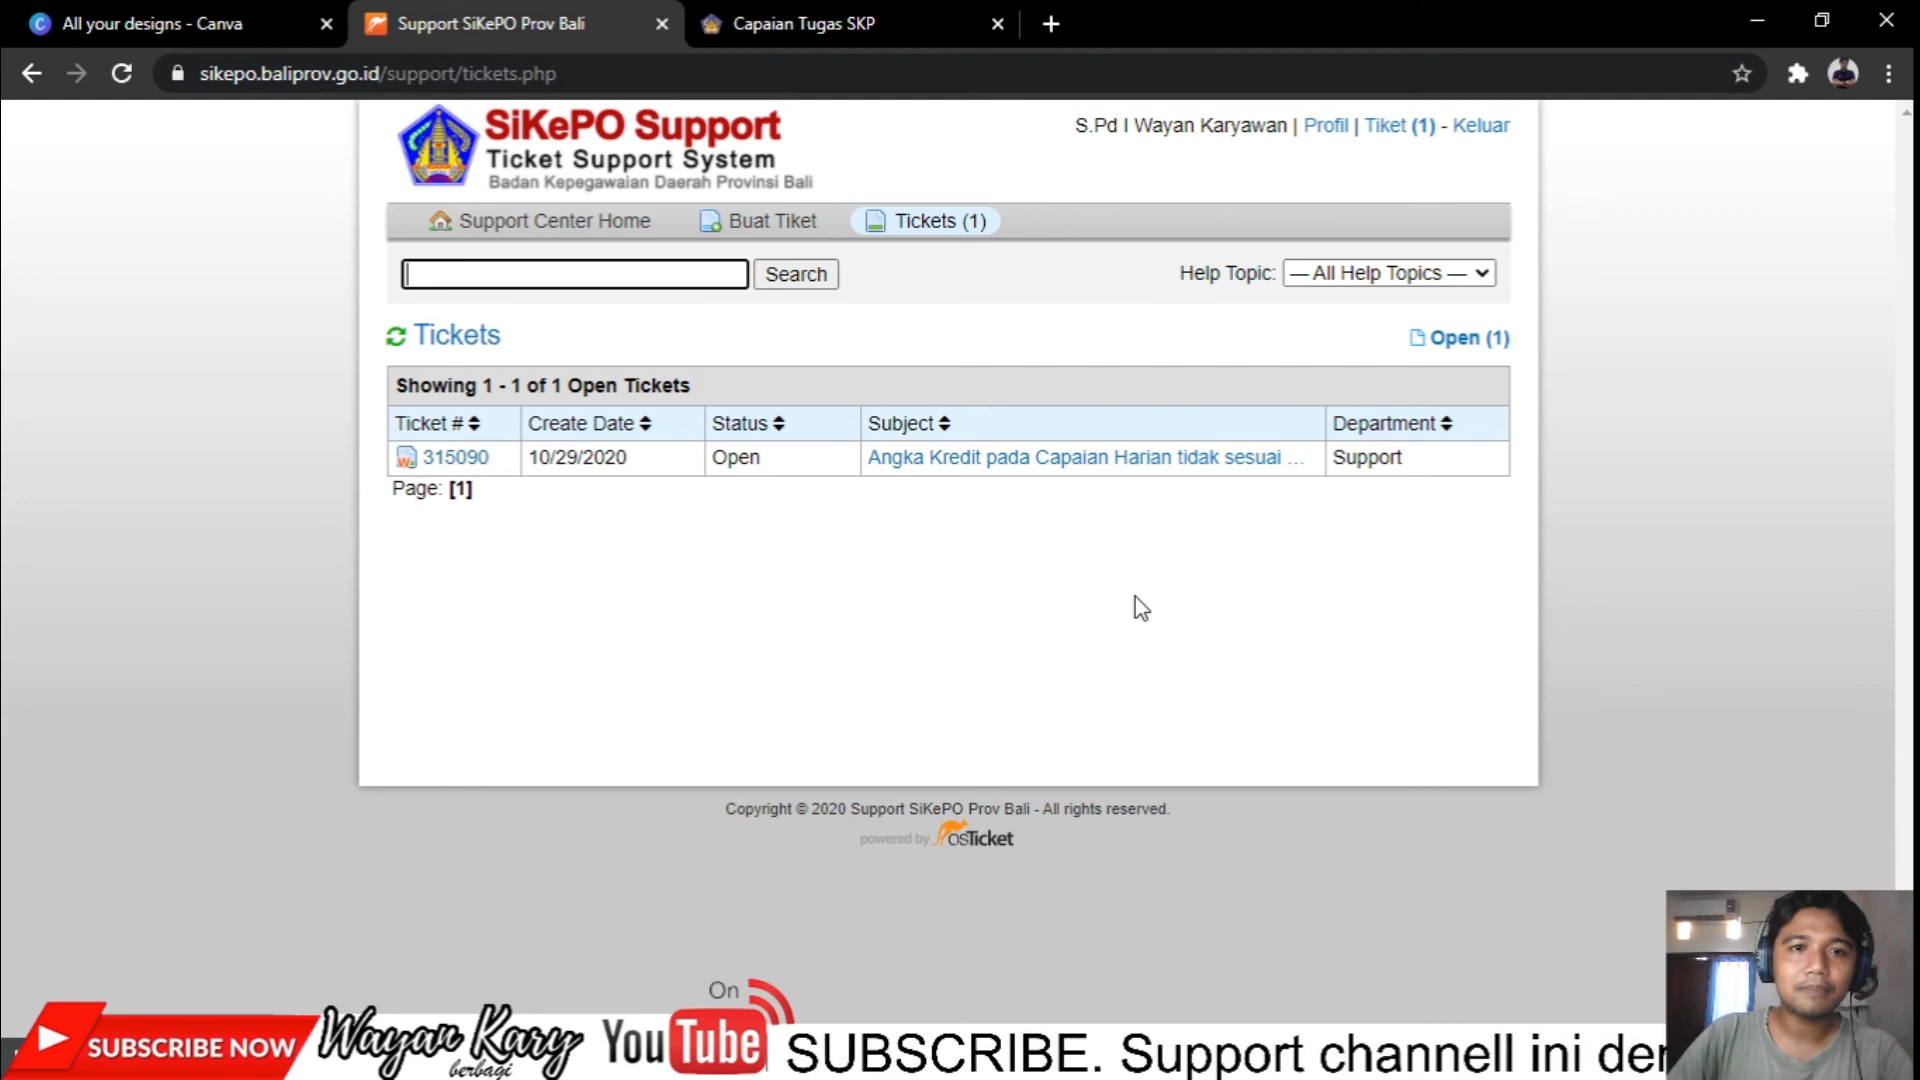 All your designs - Canva
Support SiKePO Prov Bali
Capaian Tugas SKP
sikepo.baliprov.go.id/support/tickets.php
SiKePO Support
Ticket Support System
Badan Kepegawaian Daerah Provinsi Bali
S.Pd I Wayan Karyawan | Profil | Tiket (1) - Keluar
Support Center Home
Buat Tiket
Tickets (1)
Search
Help Topic: — All Help Topics —
Tickets
Open (1)
Showing 1 - 1 of 1 Open Tickets
Ticket # Create Date Status Subject Department
315090 10/29/2020 Open Angka Kredit pada Capaian Harian tidak sesuai ... Support
Page: [1]
Copyright © 2020 Support SiKePO Prov Bali - All rights reserved.
powered by osTicket
SUBSCRIBE NOW
Wayan Kary
berbagi
On
YouTube
SUBSCRIBE. Support channell ini der